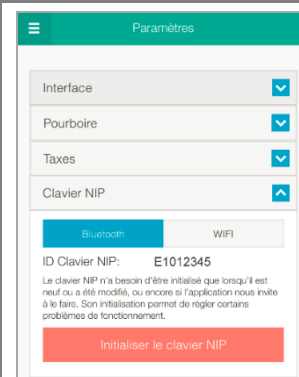 Paramètres
Interface
Pourboire
Taxes
Clavier NIP
Bluetooth WIFI
ID Clavier NIP: E1012345
Le clavier NIP n'a besoin d'être initialisé que lorsqu'il est
neuf ou a été modifié, ou encore si l'application nous invite
à le faire. Son initialisation permet de régler certains
problèmes de fonctionnement.
Initialiser le clavier NIP